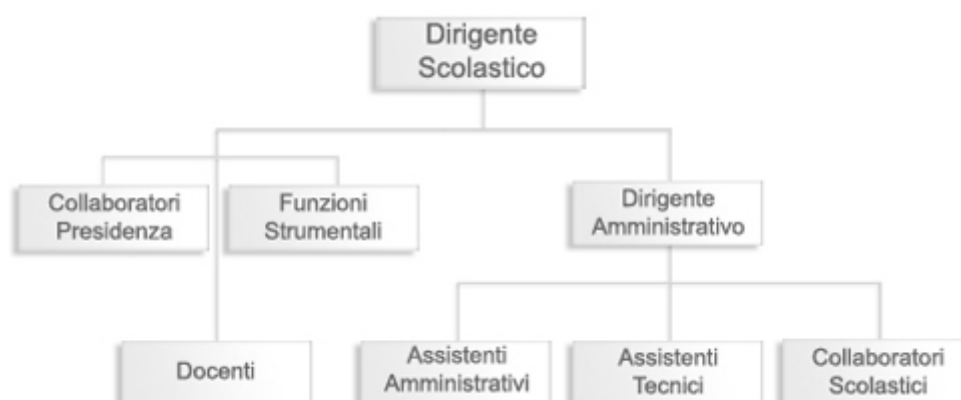 Dirigente
Scolastico
Collaboratori
Presidenza
Funzioni
Strumentali
Dirigente
Amministrativo
Docenti
Assistenti
Amministrativi
Assistenti
Tecnici
Collaboratori
Scolastici